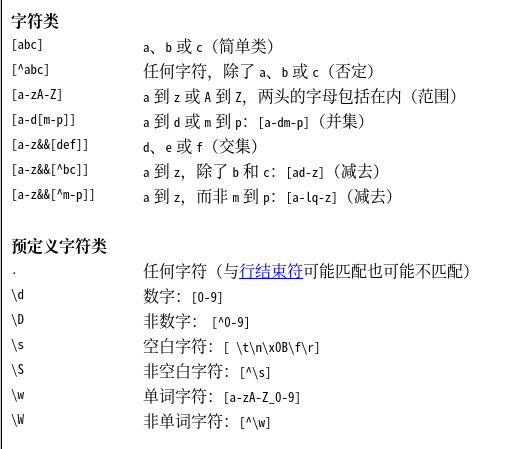 字符类
[abc] a、b 或 c（简单类）
[^abc] 任何字符，除了 a、b 或 c（否定）
[a-zA-Z] a 到 z 或 A 到 Z，两头的字母包括在内（范围）
[a-d[m-p]] a 到 d 或 m 到 p：[a-dm-p]（并集）
[a-z&&[def]] d、e 或 f（交集）
[a-z&&[^bc]] a 到 z，除了 b 和 c：[ad-z]（减去）
[a-z&&[^m-p]] a 到 z，而非 m 到 p：[a-lq-z]（减去）
预定义字符类
. 任何字符（与行结束符可能匹配也可能不匹配）
\d 数字：[0-9]
\D 非数字： [^0-9]
\s 空白字符：[ \t\n\x0B\f\r]
\S 非空白字符：[^\s]
\w 单词字符：[a-zA-Z_0-9]
\W 非单词字符：[^\w]